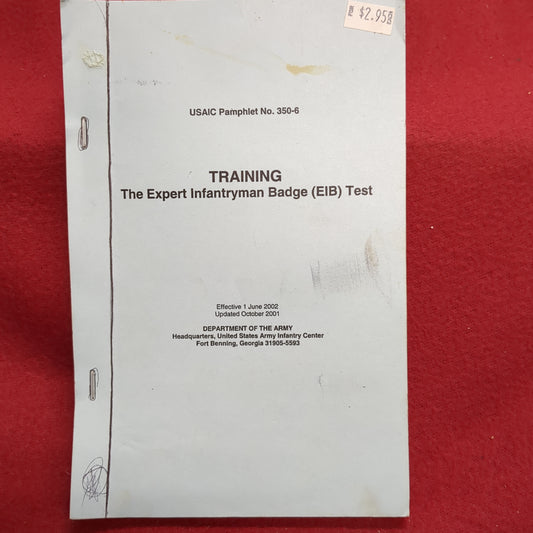 $2.95
USAIC Pamphlet No. 350-6
TRAINING
The Expert Infantryman Badge (EIB) Test
Effective 1 June 2002
Updated October 2001
DEPARTMENT OF THE ARMY
Headquarters, United States Army Infantry Center
Fort Benning, Georgia 31905-5593